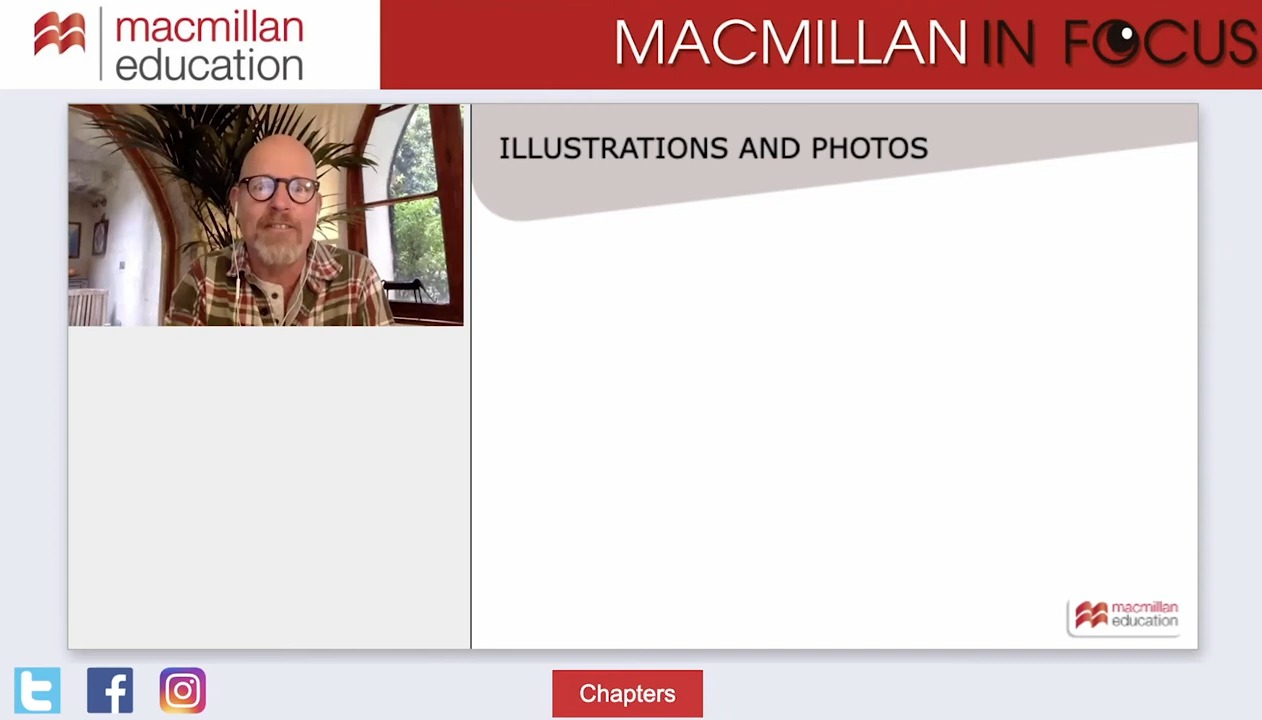 macmillan
education
MACMILLAN IN FOCUS
ILLUSTRATIONS AND PHOTOS
macmillan
education
Chapters